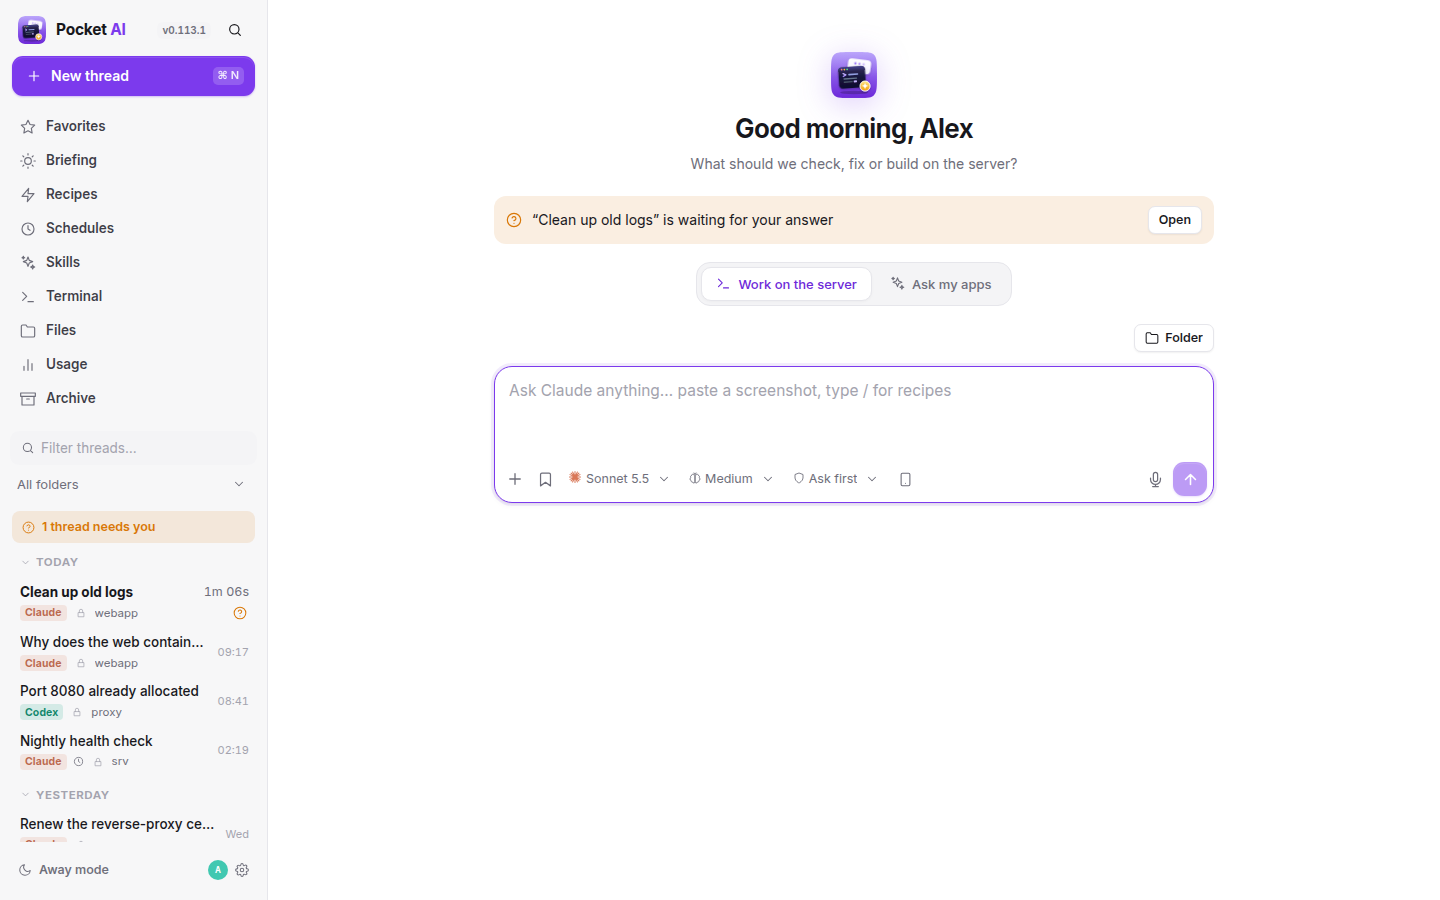 Pocket AI v0.113.1
New thread ⌘ N
Favorites
Briefing
Recipes
Schedules
Skills
Terminal
Files
Usage
Archive
Filter threads...
All folders
1 thread needs you
TODAY
Clean up old logs 1m 06s
Claude webapp
Why does the web contain... 09:17
Claude webapp
Port 8080 already allocated 08:41
Codex proxy
Nightly health check 02:19
Claude srv
YESTERDAY
Renew the reverse-proxy ce... Wed
Away mode A
Good morning, Alex
What should we check, fix or build on the server?
“Clean up old logs” is waiting for your answer Open
Work on the server Ask my apps
Folder
Ask Claude anything... paste a screenshot, type / for recipes
Sonnet 5.5 Medium Ask first